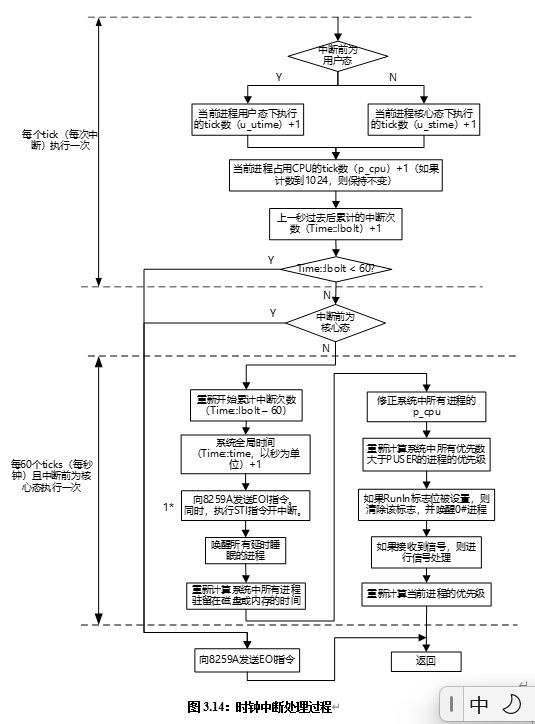 中断前为
用户态
Y
N
当前进程用户态下执行
的tick数（u_utime）+1
当前进程核心态下执行
的tick数（u_stime）+1
每个tick（每次中
断）执行一次
当前进程占用CPU的tick数（p_cpu）+1（如果
计数到1024，则保持不变）
上一秒过去后累计的中断次
数（Time::lbolt）+1
Y
Time::lbolt < 60?
N
Y
中断前为
核心态
N
重新开始累计中断次数
（Time::lbolt – 60）
系统全局时间
（Time::time，以秒为单
位）+1
每60个ticks（每秒
钟）且中断前为核
心态执行一次
1*
向8259A发送EOI指令。
同时，执行STI指令开中断。
唤醒所有延时睡
眠的进程
重新计算系统中所有进程
驻留在磁盘或内存的时间
修正系统中所有进程的
p_cpu
重新计算系统中所有优先数
大于PUSER的进程的优先级
如果RunIn标志位被设置，则
清除该标志，并唤醒0#进程
如果接收到信号，则进
行信号处理
重新计算当前进程的优先级
向8259A发送EOI指令
返回
图 3.14：时钟中断处理过程
中